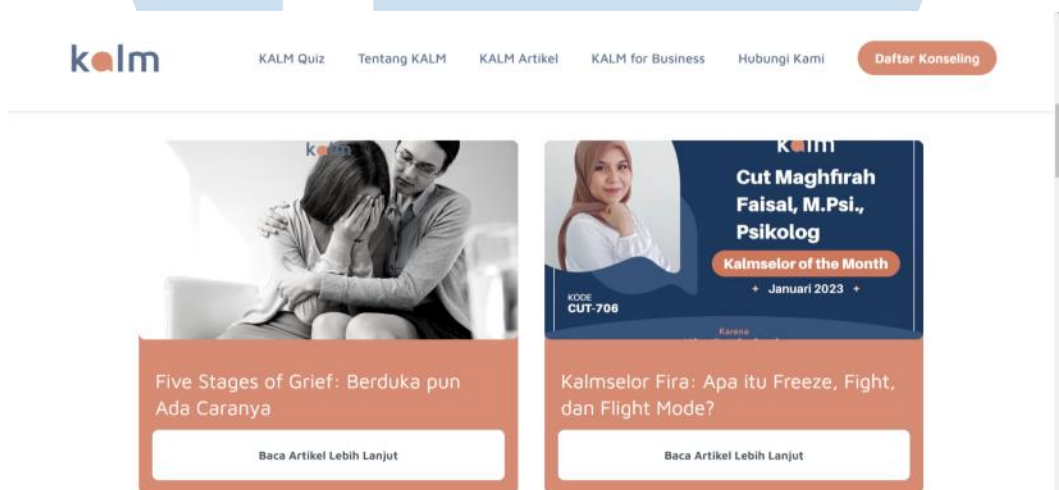 kalm
KALM Quiz
Tentang KALM
KALM Artikel
KALM for Business
Hubungi Kami
Daftar Konseling
kalm
kalm
Cut Maghfirah
Faisal, M.Psi.,
Psikolog
Kalmselor of the Month
+ Januari 2023 +
KODE
CUT-706
Karena
Five Stages of Grief: Berduka pun
Ada Caranya
Baca Artikel Lebih Lanjut
Kalmselor Fira: Apa itu Freeze, Fight,
dan Flight Mode?
Baca Artikel Lebih Lanjut